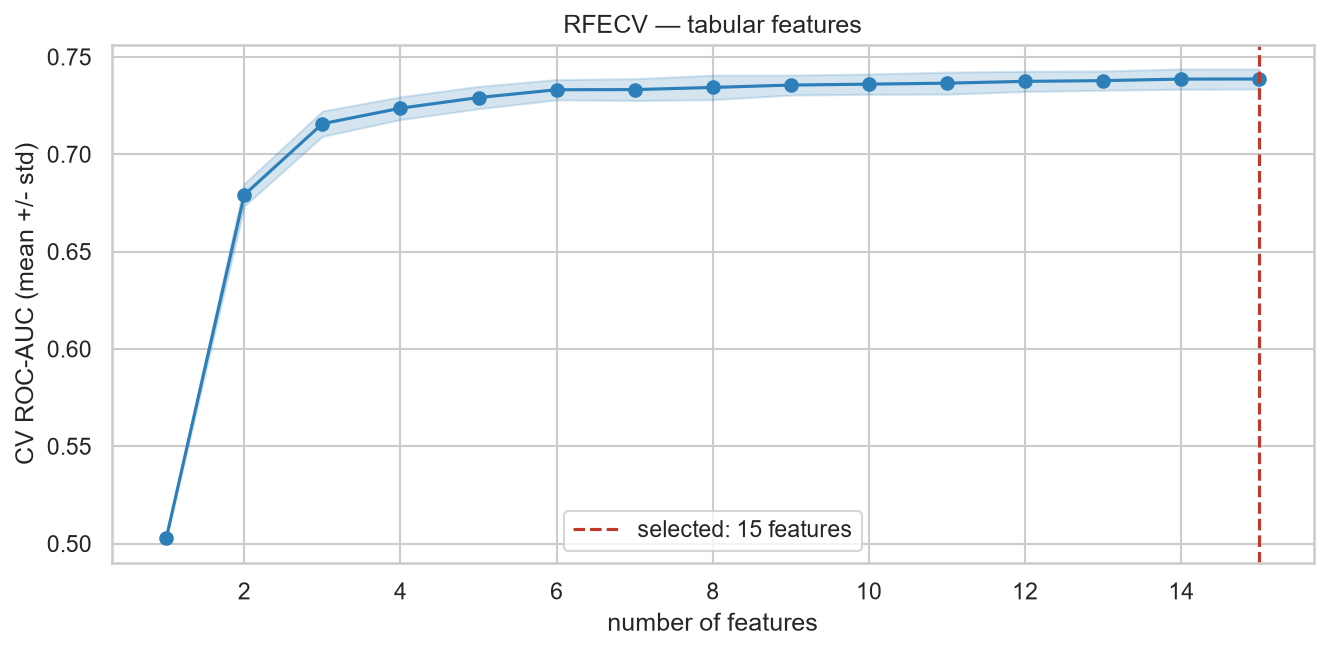 RFECV — tabular features
CV ROC-AUC (mean +/- std)
0.75
0.70
0.65
0.60
0.55
0.50
selected: 15 features
2 4 6 8 10 12 14
number of features